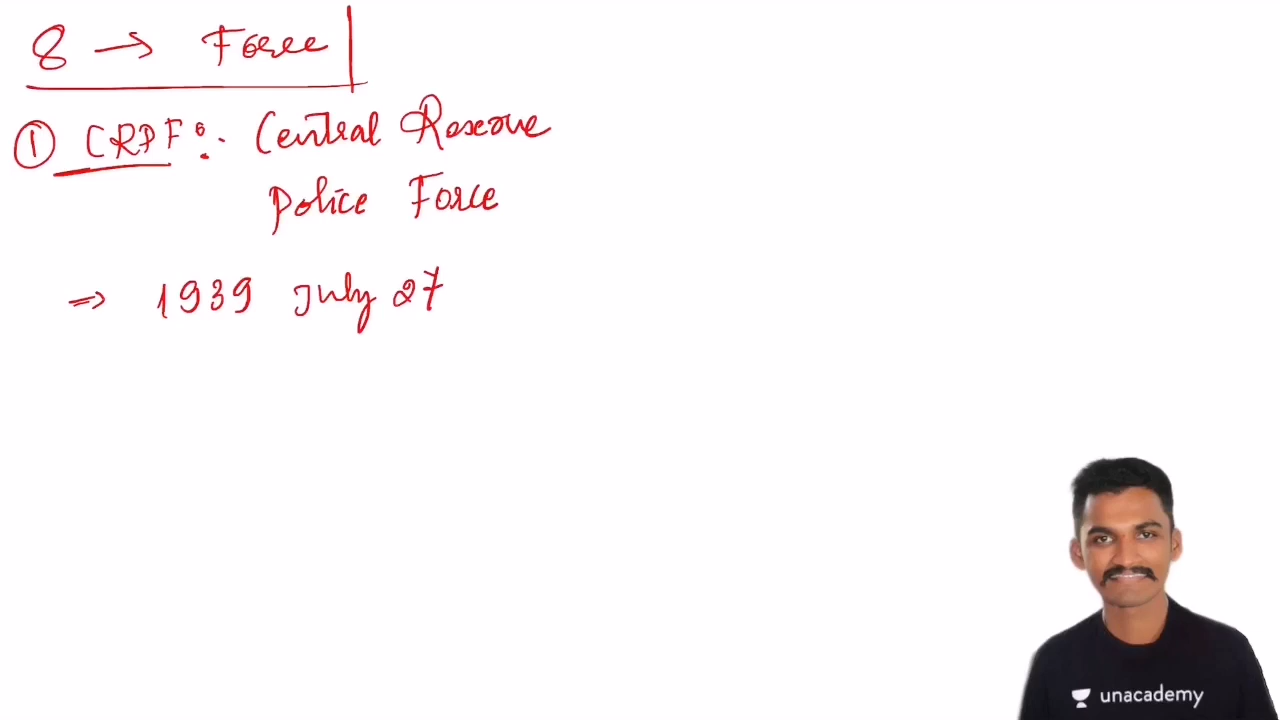 8 → Force
① CRPF :- Central Reserve
Police Force
⇒ 1939 July 27
unacademy